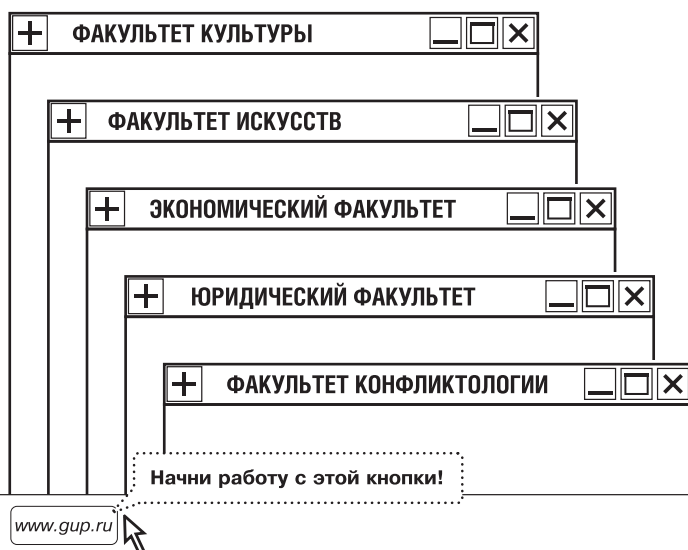 ФАКУЛЬТЕТ КУЛЬТУРЫ
ФАКУЛЬТЕТ ИСКУССТВ
ЭКОНОМИЧЕСКИЙ ФАКУЛЬТЕТ
ЮРИДИЧЕСКИЙ ФАКУЛЬТЕТ
ФАКУЛЬТЕТ КОНФЛИКТОЛОГИИ
Начни работу с этой кнопки!
www.gup.ru